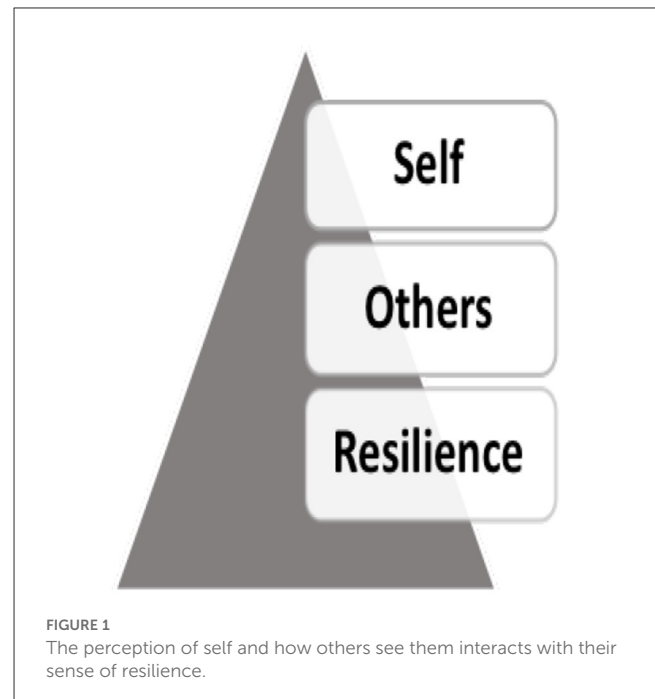 Self
Others
Resilience
FIGURE 1
The perception of self and how others see them interacts with their
sense of resilience.